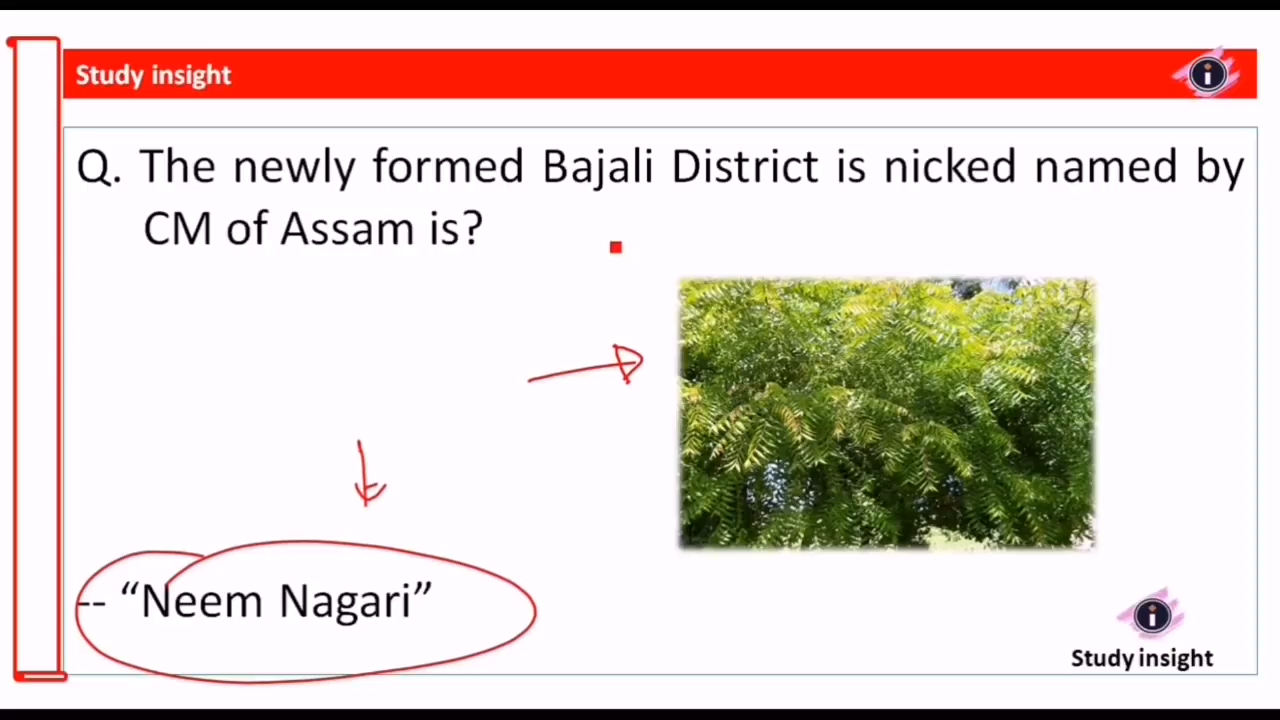 Study insight
Q. The newly formed Bajali District is nicked named by
CM of Assam is?
-- “Neem Nagari”
Study insight